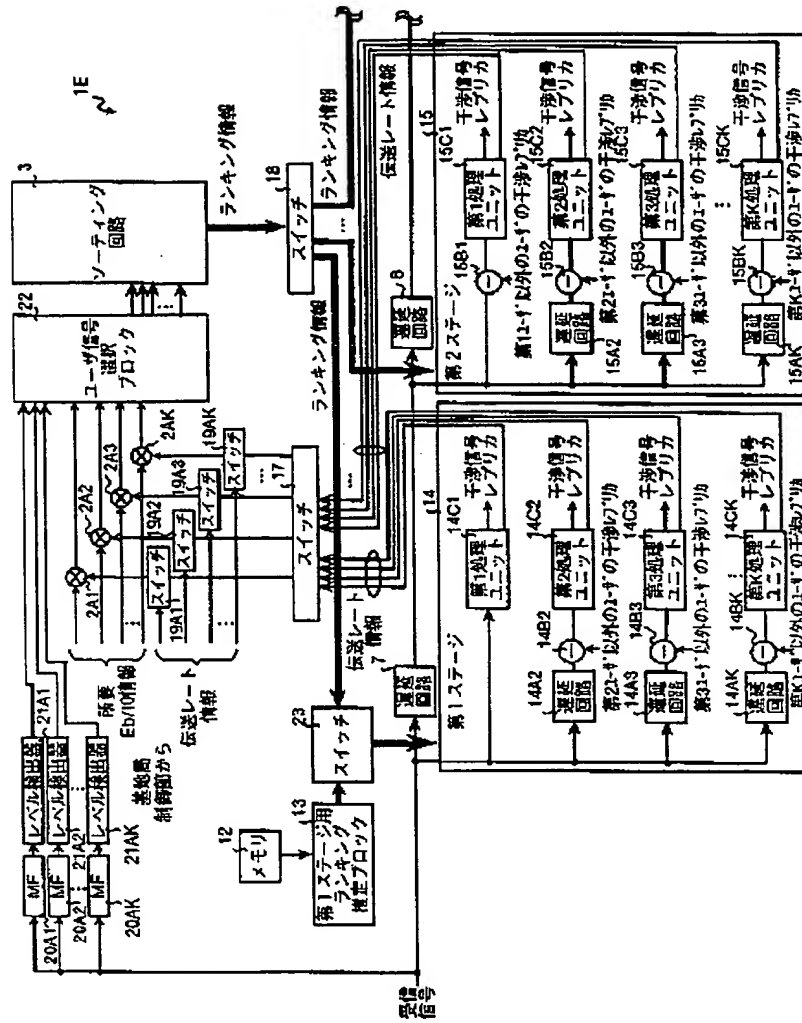 1E
受信
信号
MF
レベル検出器
20A1
21A1
MF
レベル検出器
20A2
21A2
MF
レベル検出器
20AK
21AK
基地局
制御部から
所要
Eb/I0情報
伝送レート
情報
2A1
2A2
2A3
2AK
19A1
スイッチ
19A2
スイッチ
19A3
スイッチ
19AK
スイッチ
22
ユーザ信号
選択
ブロック
3
ソーティング
回路
ランキング情報
18
スイッチ
ランキング情報
ランキング情報
17
スイッチ
伝送レート
情報
伝送レート情報
12
メモリ
13
第1ステージ用
ランキング
推定ブロック
23
スイッチ
7
遅延
回路
8
遅延
回路
14
第1ステージ
14C1
第1処理
ユニット
干渉信号
レプリカ
14A2
遅延
回路
14B2
14C2
第2処理
ユニット
干渉信号
レプリカ
第2ユーザ以外のユーザの干渉レプリカ
14A3
遅延
回路
14B3
14C3
第3処理
ユニット
干渉信号
レプリカ
第3ユーザ以外のユーザの干渉レプリカ
14AK
遅延
回路
14BK
14CK
第K処理
ユニット
干渉信号
レプリカ
第Kユーザ以外のユーザの干渉レプリカ
15
第2ステージ
15B1
15C1
第1処理
ユニット
干渉信号
レプリカ
第1ユーザ以外のユーザの干渉レプリカ
15A2
遅延
回路
15B2
15C2
第2処理
ユニット
干渉信号
レプリカ
第2ユーザ以外のユーザの干渉レプリカ
15A3
遅延
回路
15B3
15C3
第3処理
ユニット
干渉信号
レプリカ
第3ユーザ以外のユーザの干渉レプリカ
15AK
遅延
回路
15BK
15CK
第K処理
ユニット
干渉信号
レプリカ
第Kユーザ以外のユーザの干渉レプリカ